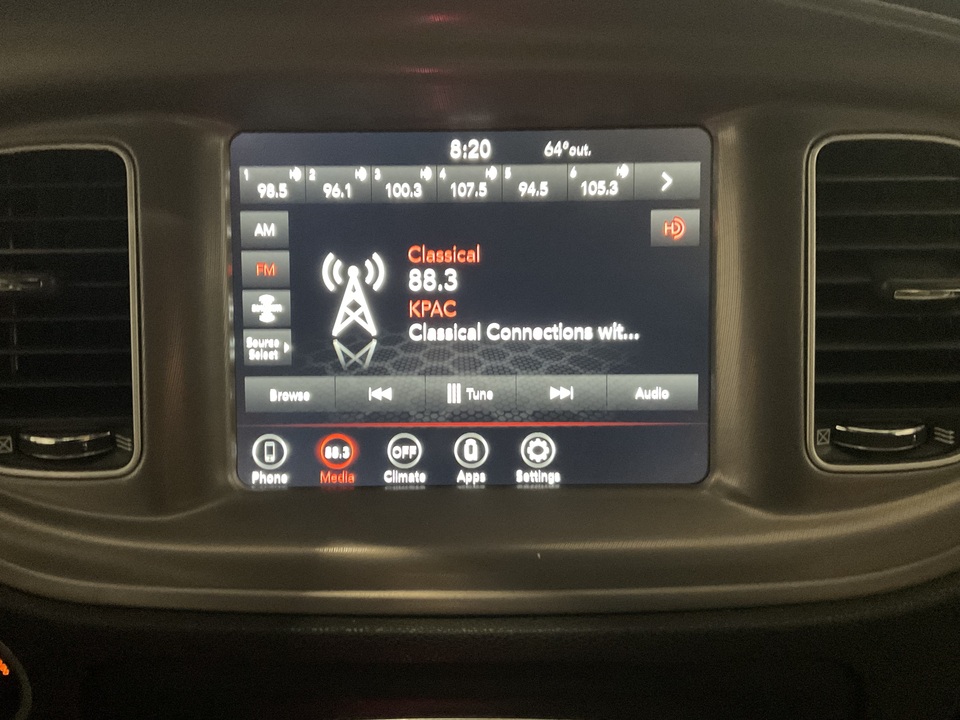 8:20 64° out.
1 98.5 2 96.1 3 100.3 4 107.5 5 94.5 6 105.3
AM
HD
FM
Classical
88.3
KPAC
Classical Connections wit...
Source
Select
Browse Tune Audio
88.3 OFF
Phone Media Climate Apps Settings